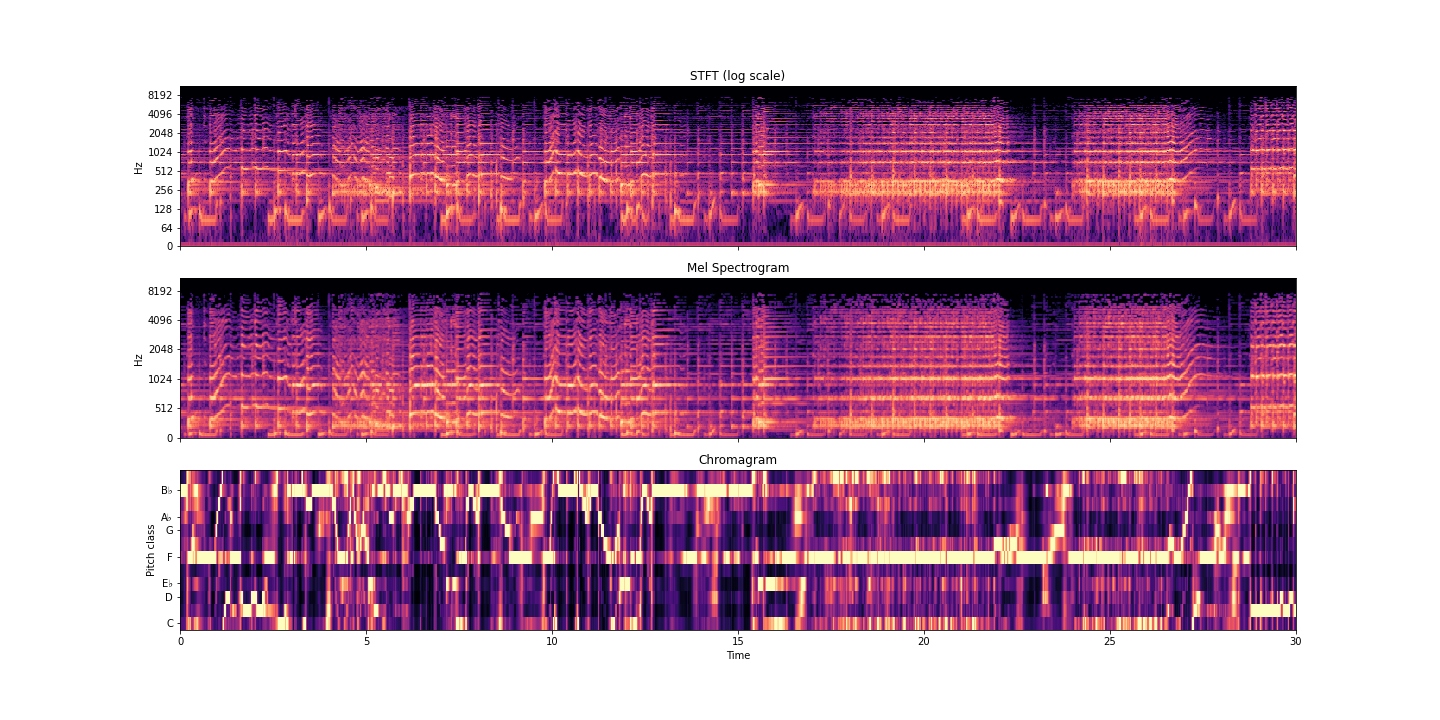 STFT (log scale)
8192
4096
2048
1024
512
256
128
64
0
Hz
Mel Spectrogram
8192
4096
2048
1024
512
0
Hz
Chromagram
B♭
A♭
G
F
E♭
D
C
Pitch class
0 5 10 15 20 25 30
Time